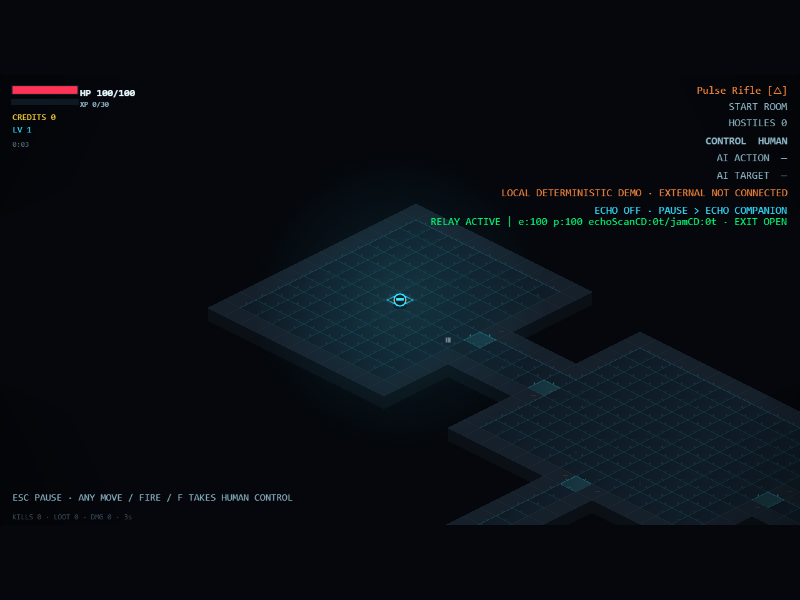 HP 100/100
XP 0/30
CREDITS 0
LV 1
0:03
Pulse Rifle [△]
START ROOM
HOSTILES 0
CONTROL HUMAN
AI ACTION —
AI TARGET —
LOCAL DETERMINISTIC DEMO · EXTERNAL NOT CONNECTED
ECHO OFF · PAUSE > ECHO COMPANION
RELAY ACTIVE | e:100 p:100 echoScanCD:0t/jamCD:0t - EXIT OPEN
ESC PAUSE · ANY MOVE / FIRE / F TAKES HUMAN CONTROL
KILLS 0 · LOOT 0 · DMG 0 · 3s